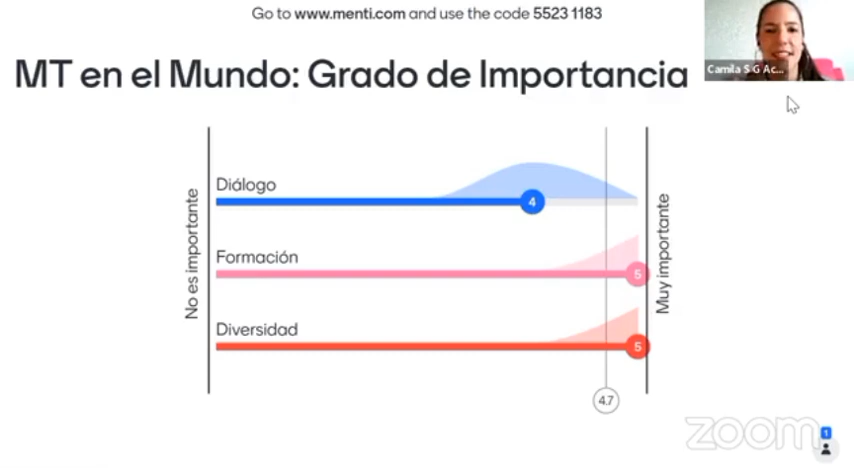 Go to www.menti.com and use the code 5523 1183
Camila S G Ac...
MT en el Mundo: Grado de Importancia
No es importante
Diálogo
4
Formación
5
Diversidad
5
Muy importante
4.7
zoom
1